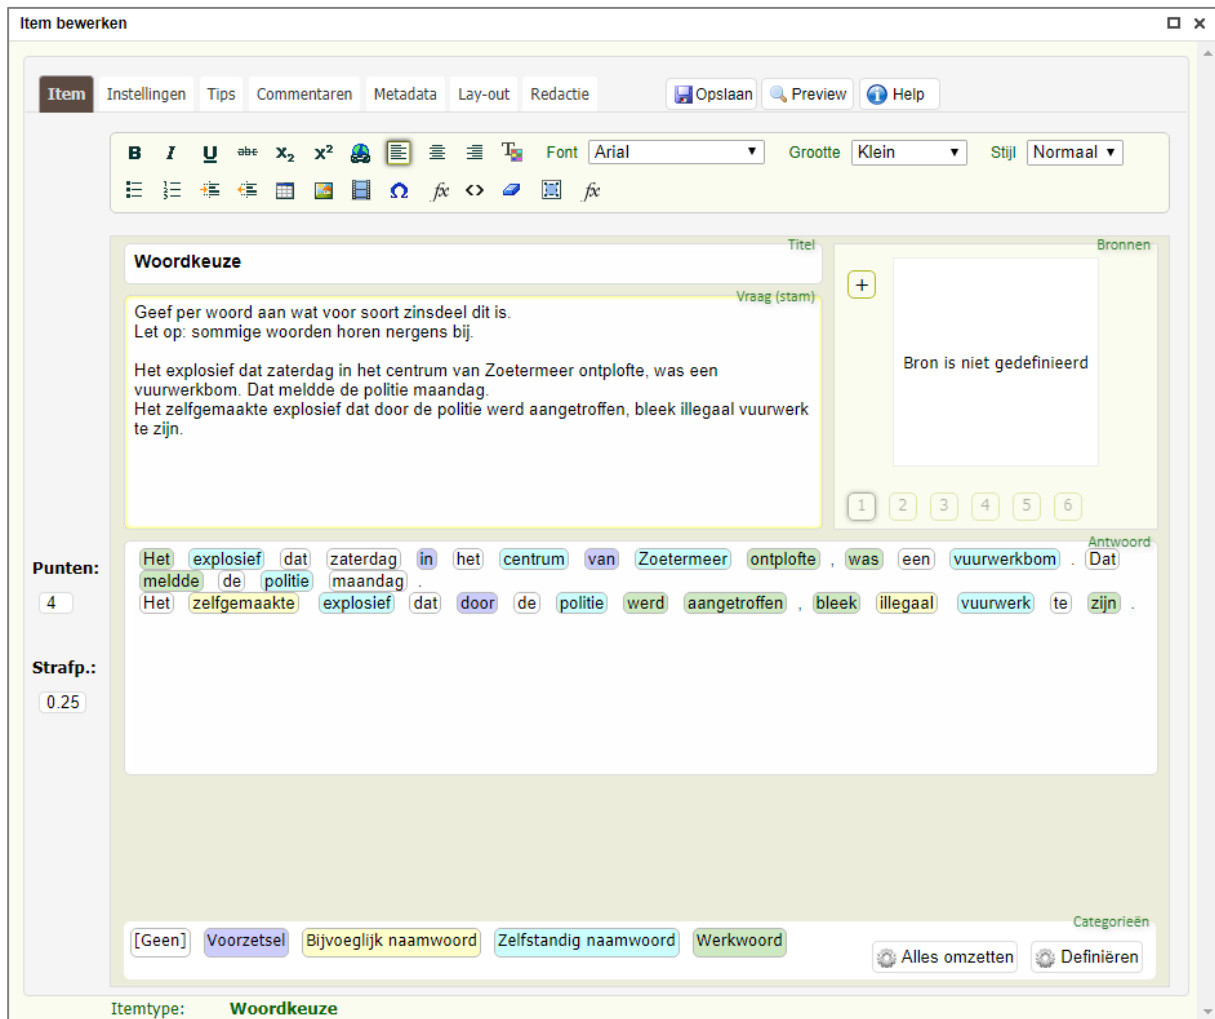 Item bewerken
Item Instellingen Tips Commentaren Metadata Lay-out Redactie Opslaan Preview Help
B I U abc X₂ X² T Font Arial Grootte Klein Stijl Normaal
Ω fx <> fx
Titel
Woordkeuze
Bronnen
+
Bron is niet gedefinieerd
1 2 3 4 5 6
Vraag (stam)
Geef per woord aan wat voor soort zinsdeel dit is.
Let op: sommige woorden horen nergens bij.
Het explosief dat zaterdag in het centrum van Zoetermeer ontplofte, was een
vuurwerkbom. Dat meldde de politie maandag.
Het zelfgemaakte explosief dat door de politie werd aangetroffen, bleek illegaal vuurwerk
te zijn.
Punten:
4
Strafp.:
0.25
Antwoord
Het explosief dat zaterdag in het centrum van Zoetermeer ontplofte , was een vuurwerkbom . Dat
meldde de politie maandag .
Het zelfgemaakte explosief dat door de politie werd aangetroffen , bleek illegaal vuurwerk te zijn .
Categorieën
[Geen] Voorzetsel Bijvoeglijk naamwoord Zelfstandig naamwoord Werkwoord
Alles omzetten Definiëren
Itemtype: Woordkeuze